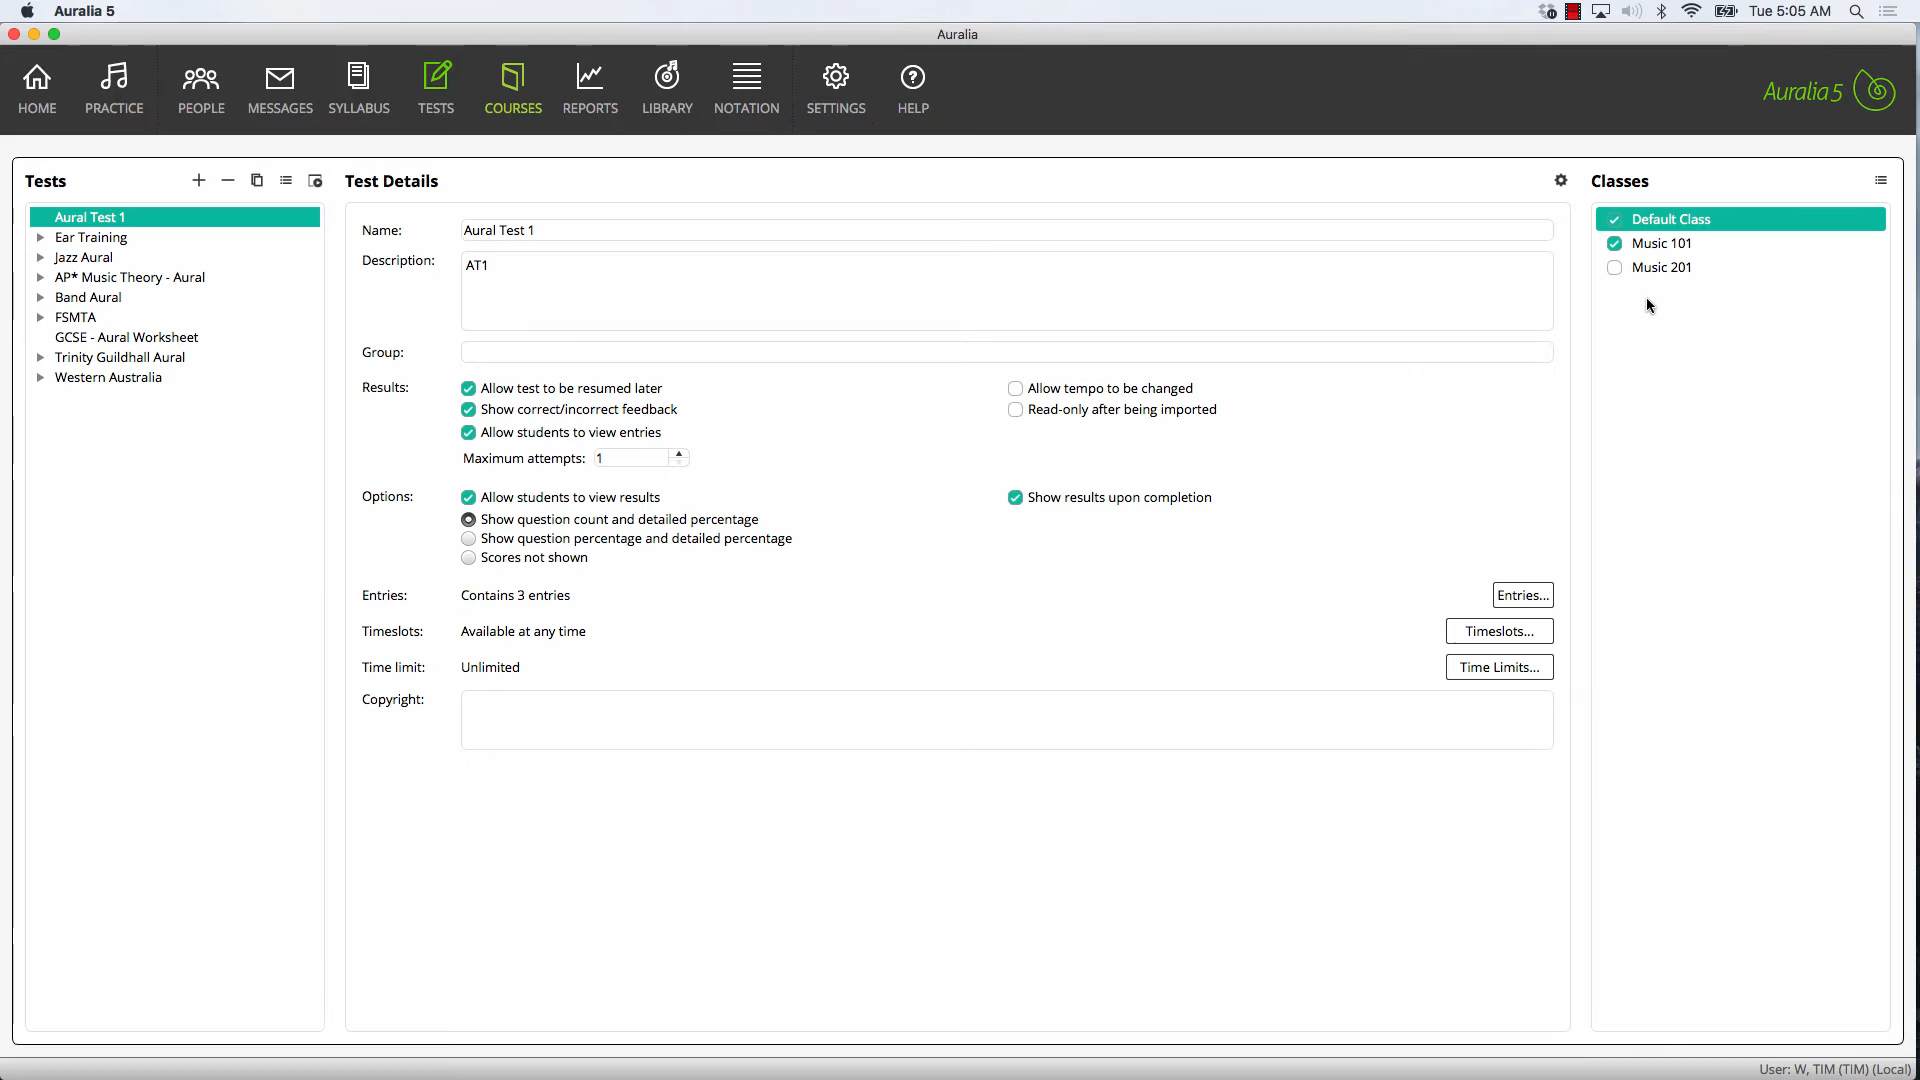 Auralia 5
Tue 5:05 AM
Auralia
HOME PRACTICE PEOPLE MESSAGES SYLLABUS TESTS COURSES REPORTS LIBRARY NOTATION SETTINGS HELP
Auralia 5
Tests
Aural Test 1
Ear Training
Jazz Aural
AP* Music Theory - Aural
Band Aural
FSMTA
GCSE - Aural Worksheet
Trinity Guildhall Aural
Western Australia
Test Details
Name: Aural Test 1
Description: AT1
Group:
Results: Allow test to be resumed later Allow tempo to be changed
Show correct/incorrect feedback Read-only after being imported
Allow students to view entries
Maximum attempts: 1
Options: Allow students to view results Show results upon completion
Show question count and detailed percentage
Show question percentage and detailed percentage
Scores not shown
Entries: Contains 3 entries Entries...
Timeslots: Available at any time Timeslots...
Time limit: Unlimited Time Limits...
Copyright:
Classes
Default Class
Music 101
Music 201
User: W, TIM (TIM) (Local)